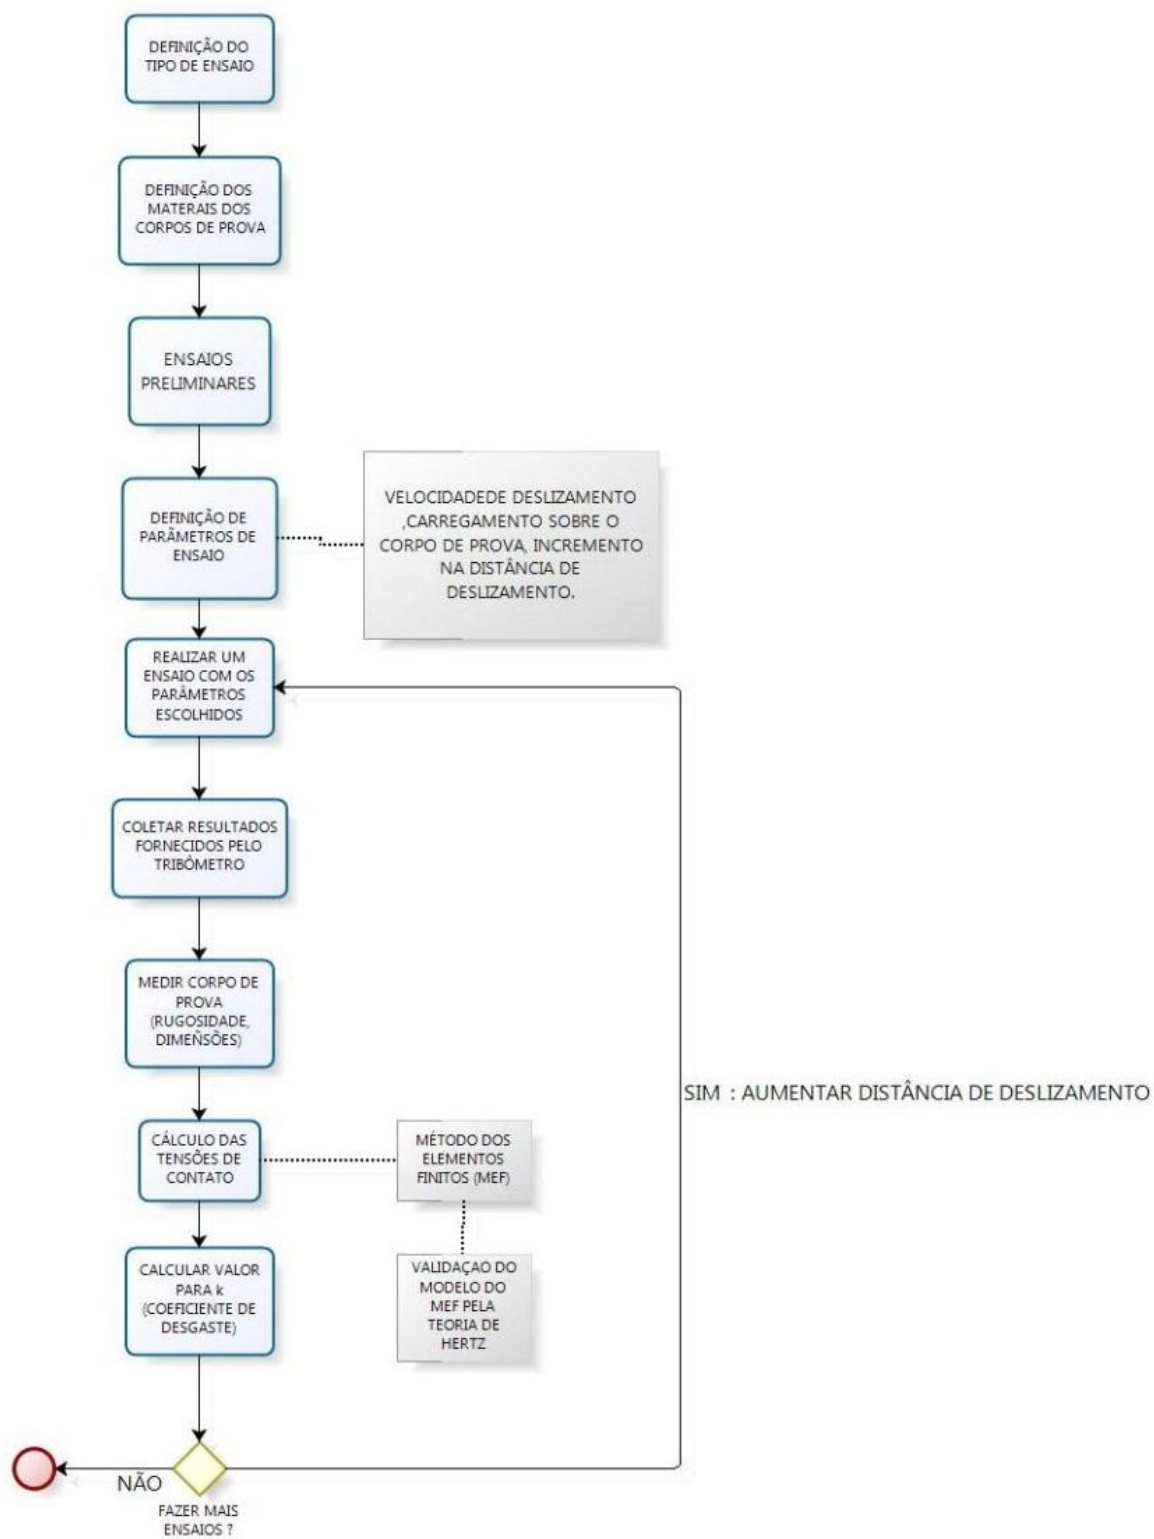 DEFINIÇÃO DO
TIPO DE ENSAIO
DEFINIÇÃO DOS
MATERAIS DOS
CORPOS DE PROVA
ENSAIOS
PRELIMINARES
DEFINIÇÃO DE
PARÂMETROS DE
ENSAIO
VELOCIDADEDE DESLIZAMENTO
,CARREGAMENTO SOBRE O
CORPO DE PROVA, INCREMENTO
NA DISTÂNCIA DE
DESLIZAMENTO.
REALIZAR UM
ENSAIO COM OS
PARÂMETROS
ESCOLHIDOS
COLETAR RESULTADOS
FORNECIDOS PELO
TRIBÔMETRO
MEDIR CORPO DE
PROVA
(RUGOSIDADE,
DIMEÑSÕES)
SIM : AUMENTAR DISTÂNCIA DE DESLIZAMENTO
CÁLCULO DAS
TENSÕES DE
CONTATO
MÉTODO DOS
ELEMENTOS
FINITOS (MEF)
CALCULAR VALOR
PARA k
(COEFICIENTE DE
DESGASTE)
VALIDAÇAO DO
MODELO DO
MEF PELA
TEORIA DE
HERTZ
NÃO
FAZER MAIS
ENSAIOS ?